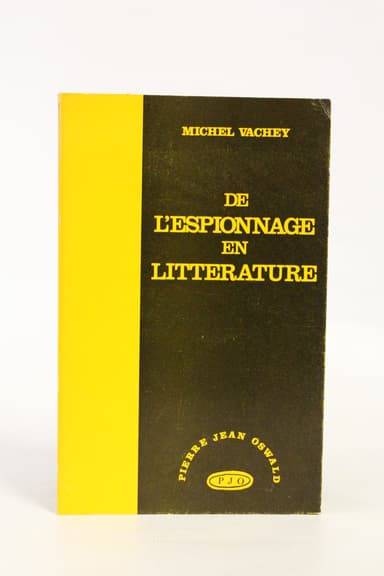 MICHEL VACHEY
DE
L'ESPIONNAGE
EN
LITTERATURE
PIERRE JEAN OSWALD
PJO